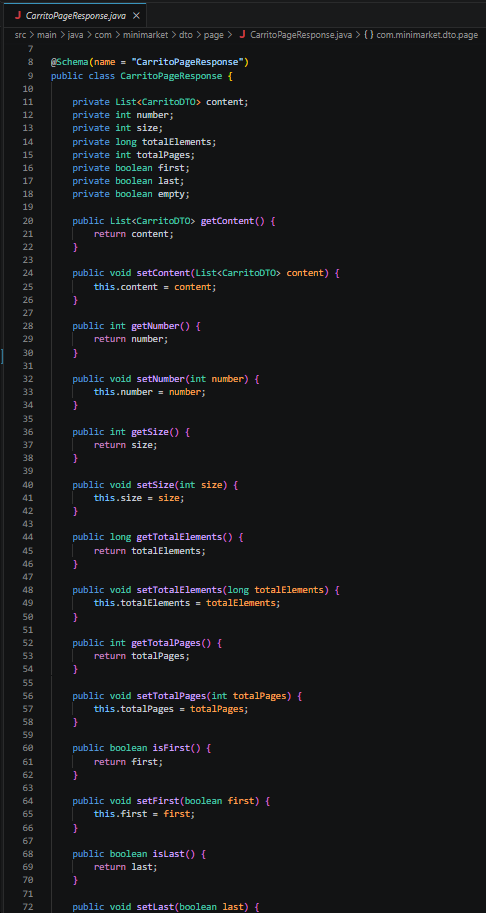 J CarritoPageResponse.java ×
src > main > java > com > minimarket > dto > page > J CarritoPageResponse.java > {} com.minimarket.dto.page
7
8 @Schema(name = "CarritoPageResponse")
9 public class CarritoPageResponse {
10
11 private List<CarritoDTO> content;
12 private int number;
13 private int size;
14 private long totalElements;
15 private int totalPages;
16 private boolean first;
17 private boolean last;
18 private boolean empty;
19
20 public List<CarritoDTO> getContent() {
21 return content;
22 }
23
24 public void setContent(List<CarritoDTO> content) {
25 this.content = content;
26 }
27
28 public int getNumber() {
29 return number;
30 }
31
32 public void setNumber(int number) {
33 this.number = number;
34 }
35
36 public int getSize() {
37 return size;
38 }
39
40 public void setSize(int size) {
41 this.size = size;
42 }
43
44 public long getTotalElements() {
45 return totalElements;
46 }
47
48 public void setTotalElements(long totalElements) {
49 this.totalElements = totalElements;
50 }
51
52 public int getTotalPages() {
53 return totalPages;
54 }
55
56 public void setTotalPages(int totalPages) {
57 this.totalPages = totalPages;
58 }
59
60 public boolean isFirst() {
61 return first;
62 }
63
64 public void setFirst(boolean first) {
65 this.first = first;
66 }
67
68 public boolean isLast() {
69 return last;
70 }
71
72 public void setLast(boolean last) {